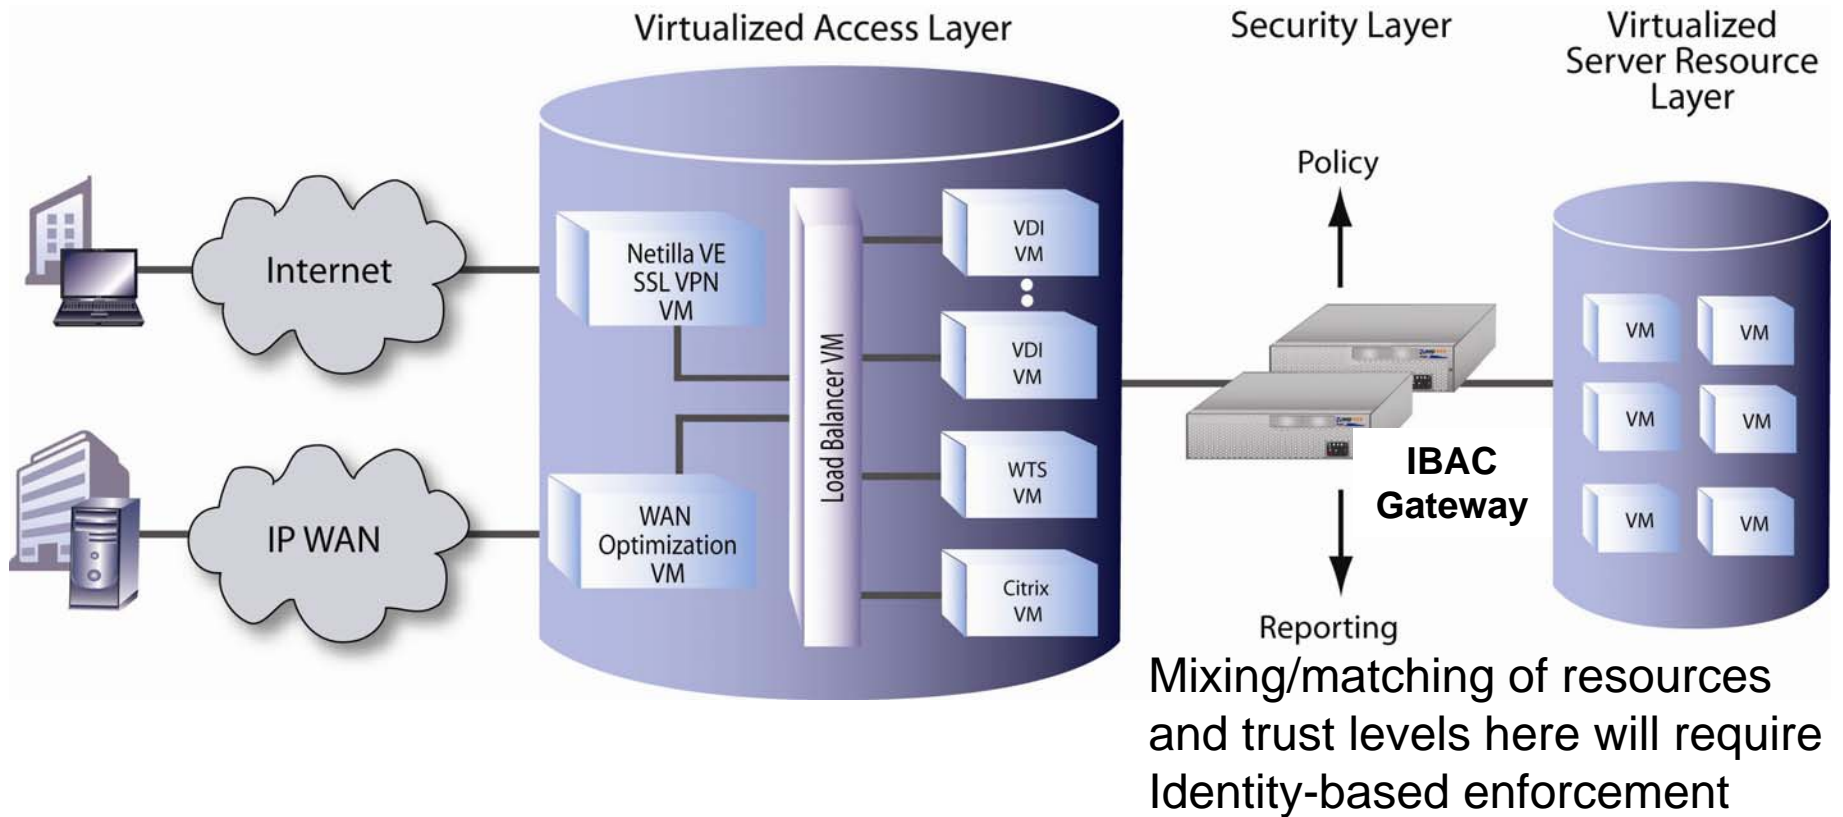 Virtualized Access Layer
Security Layer
Virtualized
Server Resource
Layer
Internet
IP WAN
Netilla VE
SSL VPN
VM
WAN
Optimization
VM
Load Balancer VM
VDI
VM
VDI
VM
WTS
VM
Citrix
VM
Policy
IBAC
Gateway
Reporting
VM
VM
VM
VM
VM
VM
Mixing/matching of resources
and trust levels here will require
Identity-based enforcement